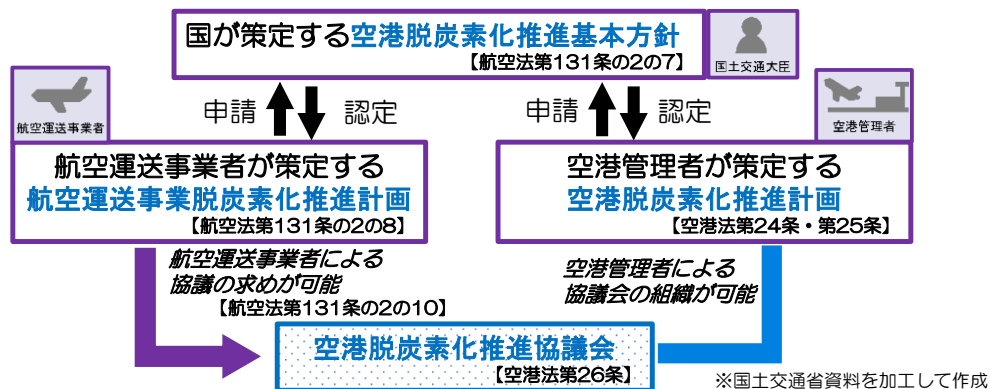 国が策定する空港脱炭素化推進基本方針
【航空法第131条の2の7】
国土交通大臣
航空運送事業者
申請 認定
申請 認定
空港管理者
航空運送事業者が策定する
航空運送事業脱炭素化推進計画
【航空法第131条の2の8】
空港管理者が策定する
空港脱炭素化推進計画
【空港法第24条・第25条】
航空運送事業者による
協議の求めが可能
【航空法第131条の2の10】
空港管理者による
協議会の組織が可能
空港脱炭素化推進協議会
【空港法第26条】
※国土交通省資料を加工して作成